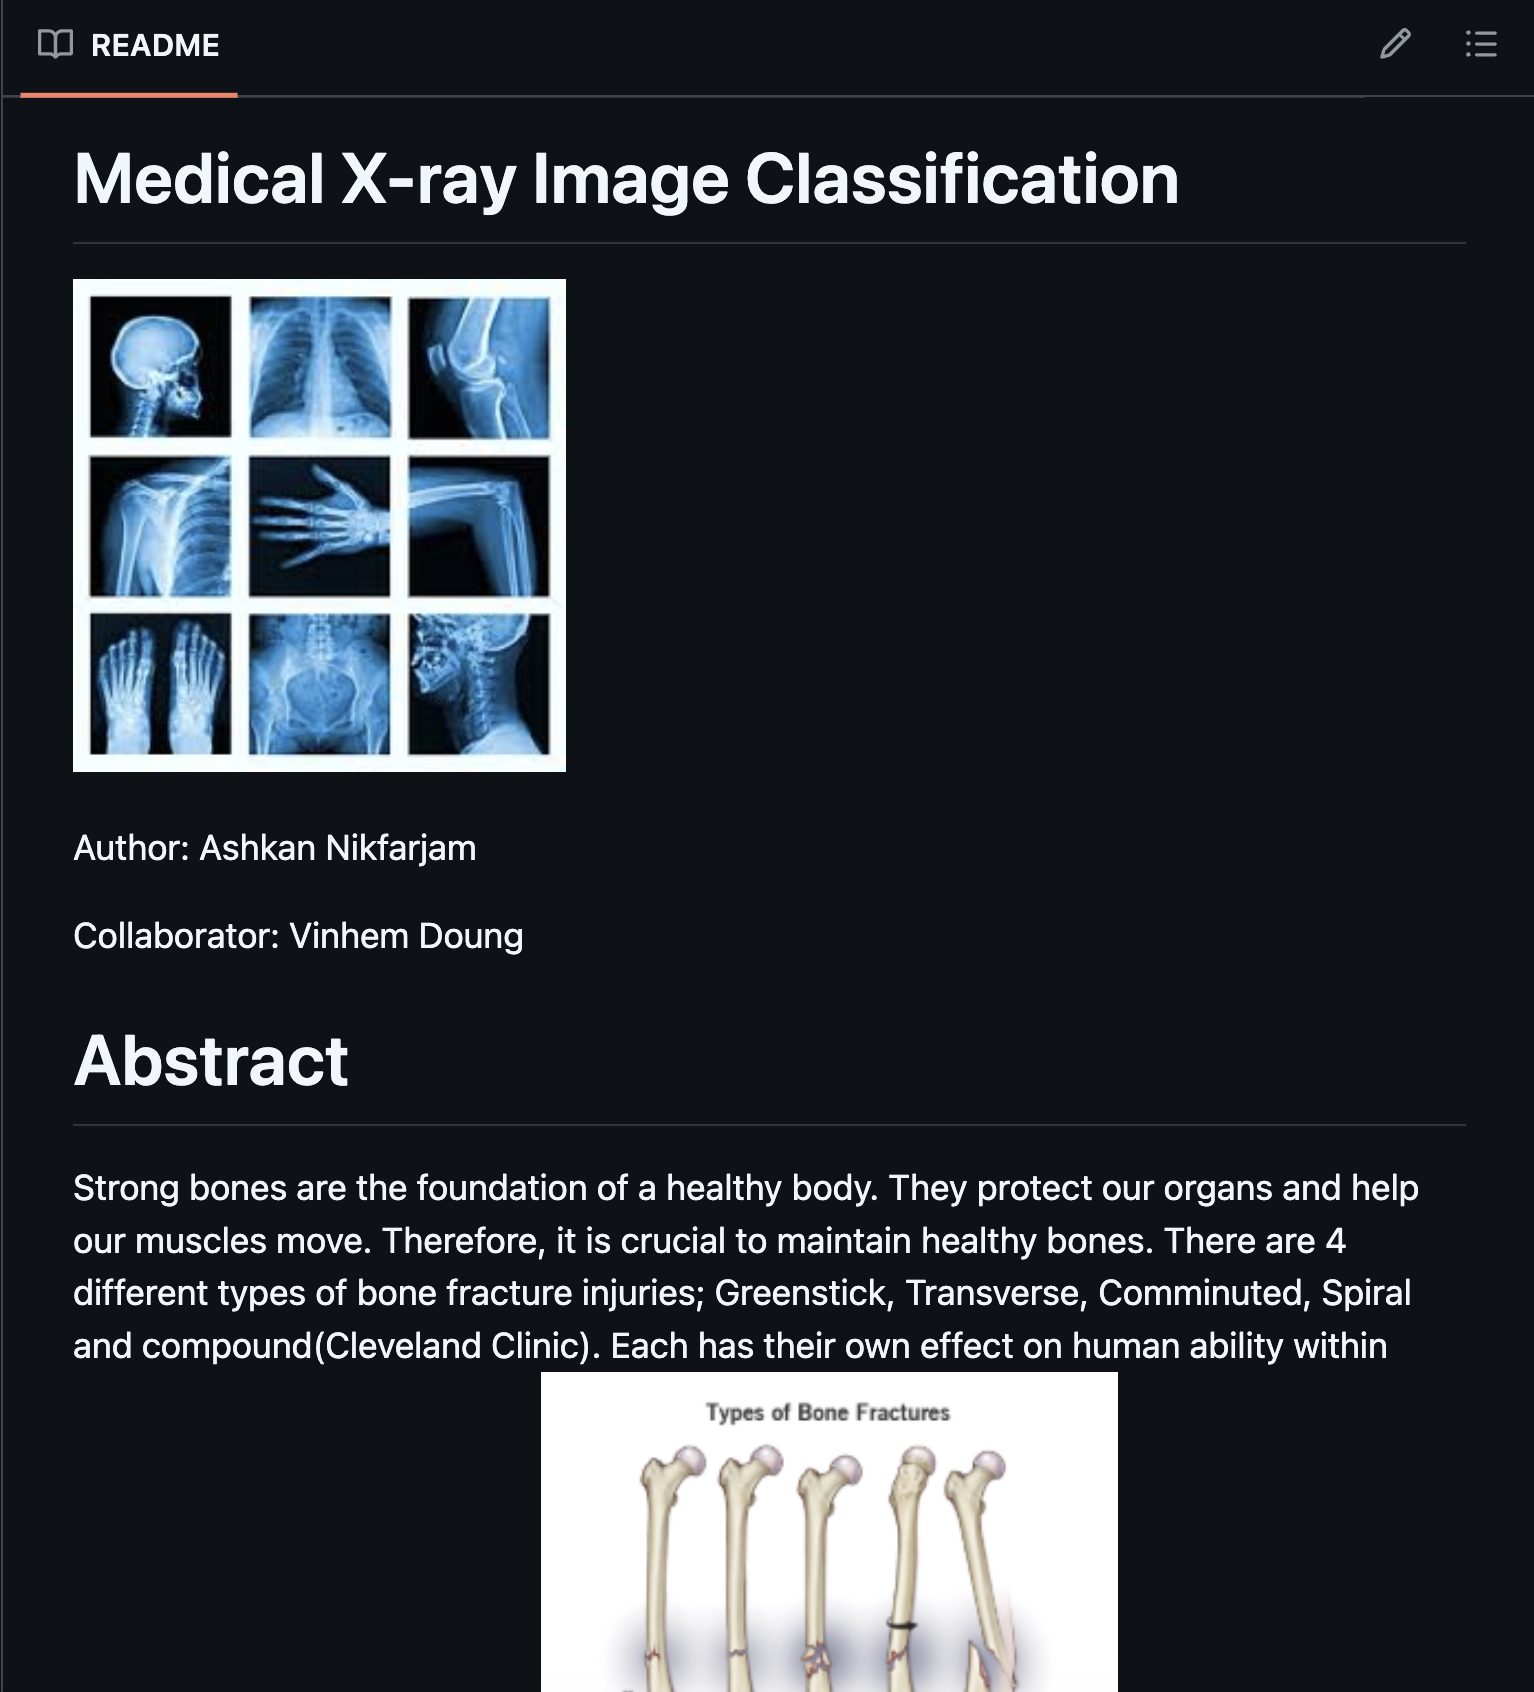 README
Medical X-ray Image Classification
Author: Ashkan Nikfarjam
Collaborator: Vinhem Doung
Abstract
Strong bones are the foundation of a healthy body. They protect our organs and help
our muscles move. Therefore, it is crucial to maintain healthy bones. There are 4
different types of bone fracture injuries; Greenstick, Transverse, Comminuted, Spiral
and compound(Cleveland Clinic). Each has their own effect on human ability within
Types of Bone Fractures